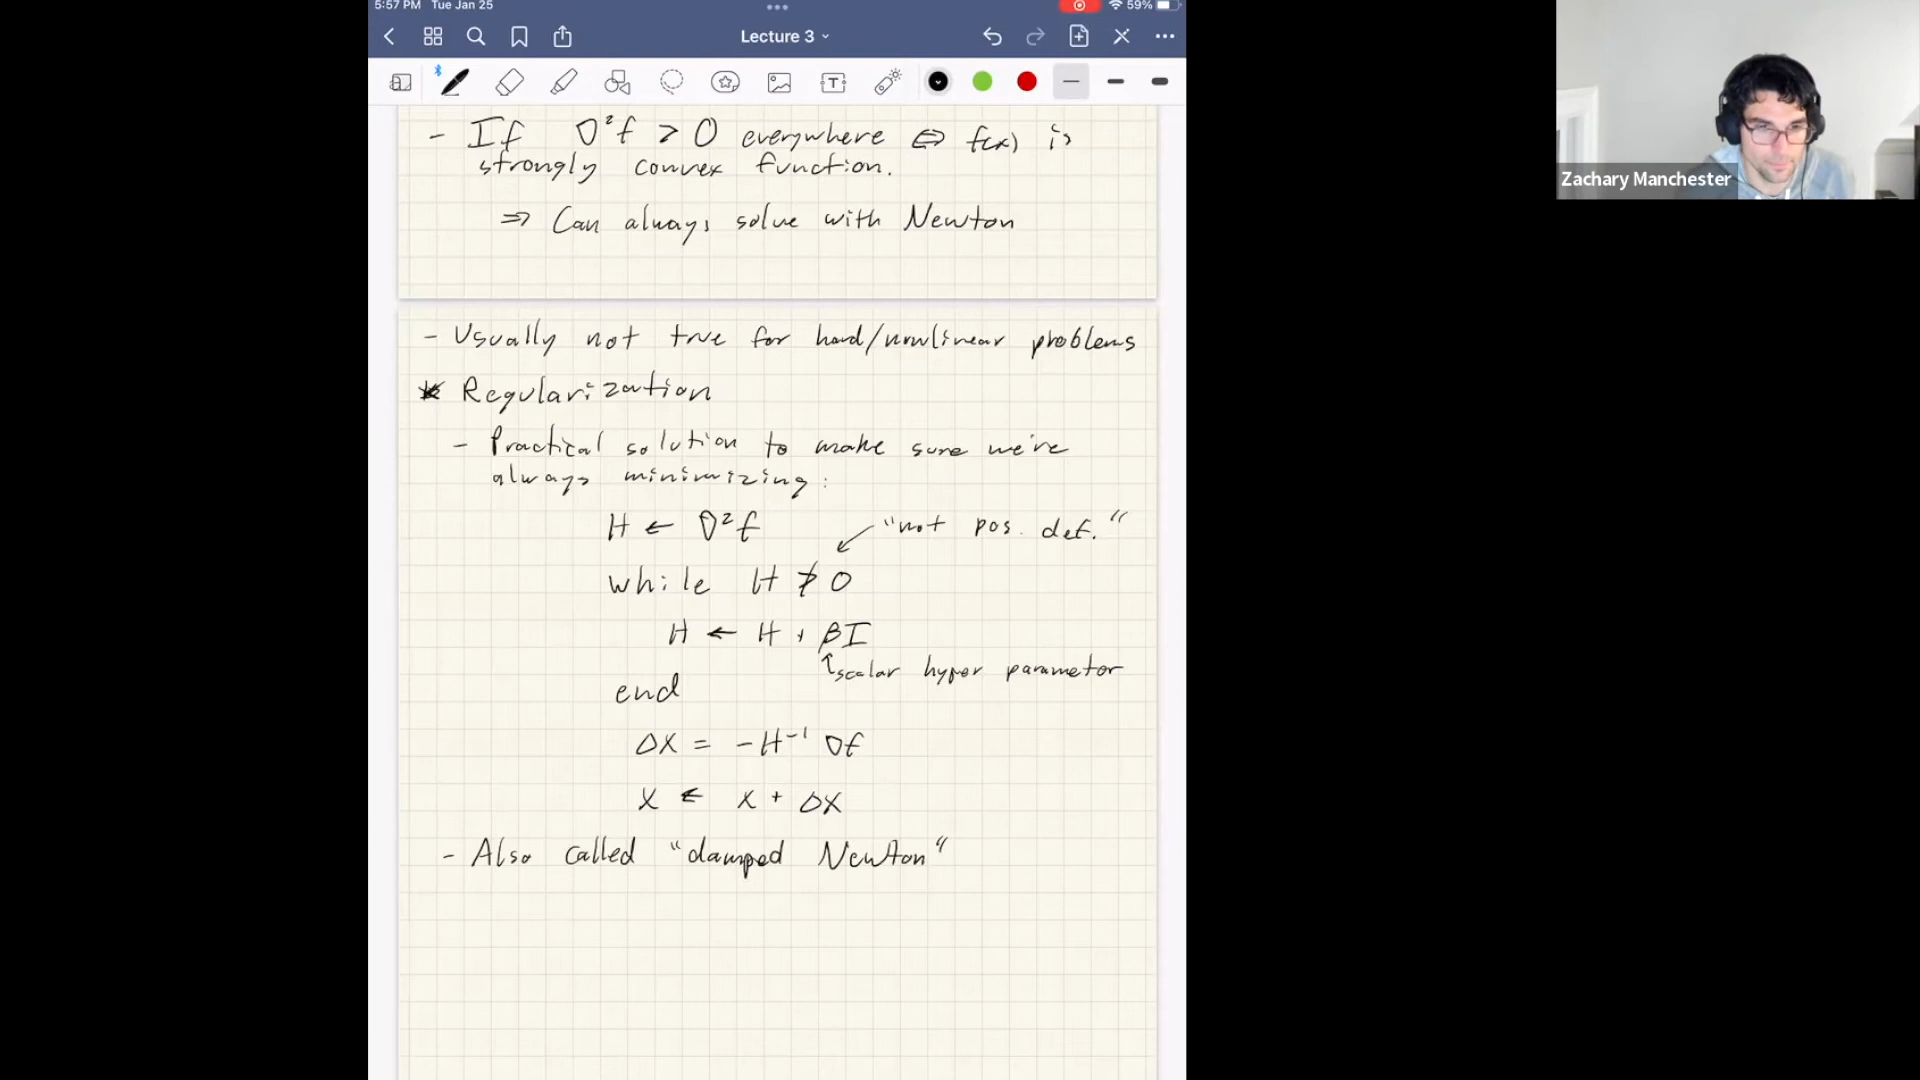 5:57 PM Tue Jan 25
59%
Lecture 3
- If ∇²f > 0 everywhere ⇔ f(x) is
strongly convex function.
⇒ Can always solve with Newton
- Usually not true for hard/nonlinear problems
* Regularization
- Practical solution to make sure we're
always minimizing:
H ← ∇²f
"not pos. def."
while H ≯ 0
H ← H + βI
↑scalar hyper parameter
end
Δx = -H⁻¹ ∇f
x ← x + Δx
- Also called "damped Newton"
Zachary Manchester